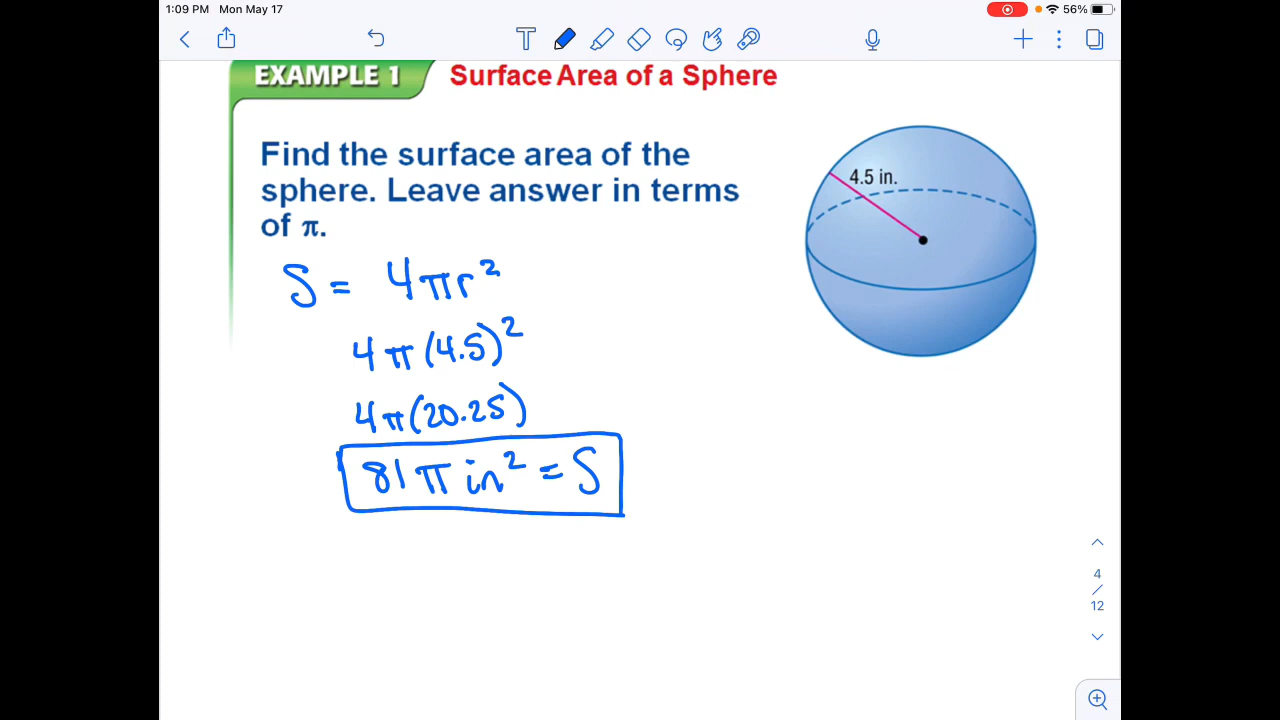 1:09 PM Mon May 17
56%
T
EXAMPLE 1 Surface Area of a Sphere
Find the surface area of the
sphere. Leave answer in terms
of π.
4.5 in.
S = 4πr²
4π(4.5)²
4π(20.25)
81π in² = S
4
/
12